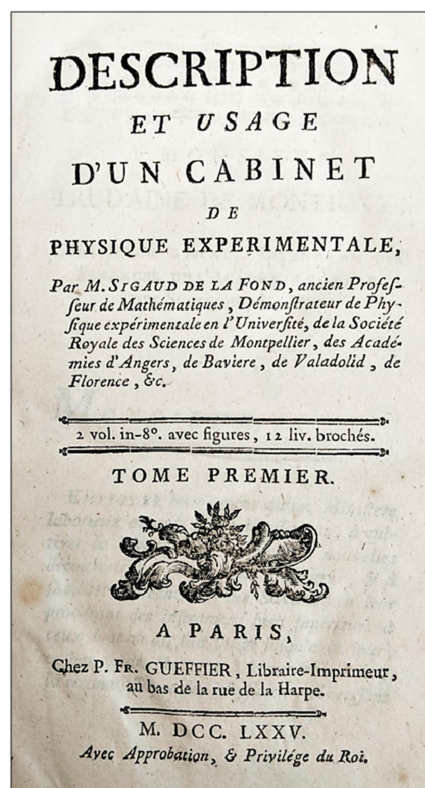 DESCRIPTION
ET USAGE
D'UN CABINET
DE
PHYSIQUE EXPERIMENTALE,
Par M. SIGAUD DE LA FOND, ancien Profeſ-
ſeur de Mathématiques, Démonſtrateur de Phy-
ſique expérimentale en l'Univerſité, de la Société
Royale des Sciences de Montpellier, des Acadé-
mies d'Angers, de Baviere, de Valadolid, de
Florence, &c.
2 vol. in-8°. avec figures, 12 liv. brochés.
TOME PREMIER.
A PARIS,
Chez P. FR. GUEFFIER, Libraire-Imprimeur,
au bas de la rue de la Harpe.
M. DCC. LXXV.
Avec Approbation, & Privilége du Roi.